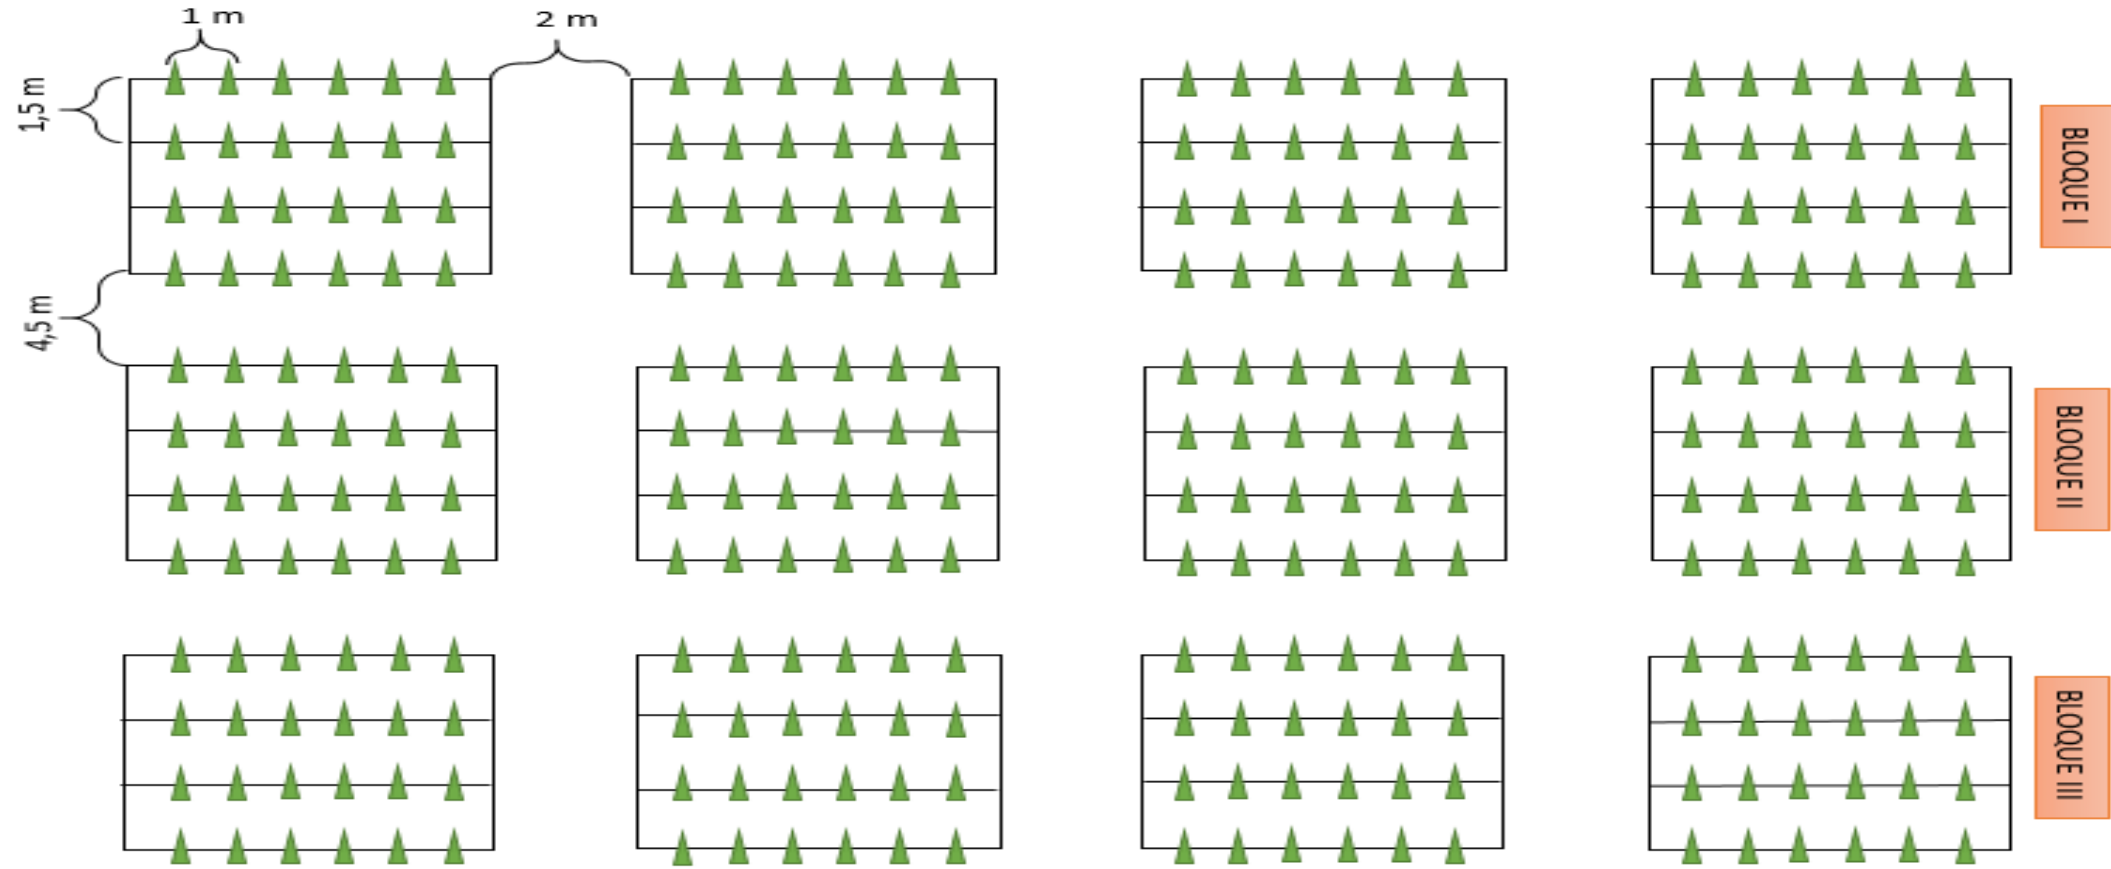 1 m
2 m
1,5 m
BLOQUE I
4,5 m
BLOQUE II
BLOQUE III